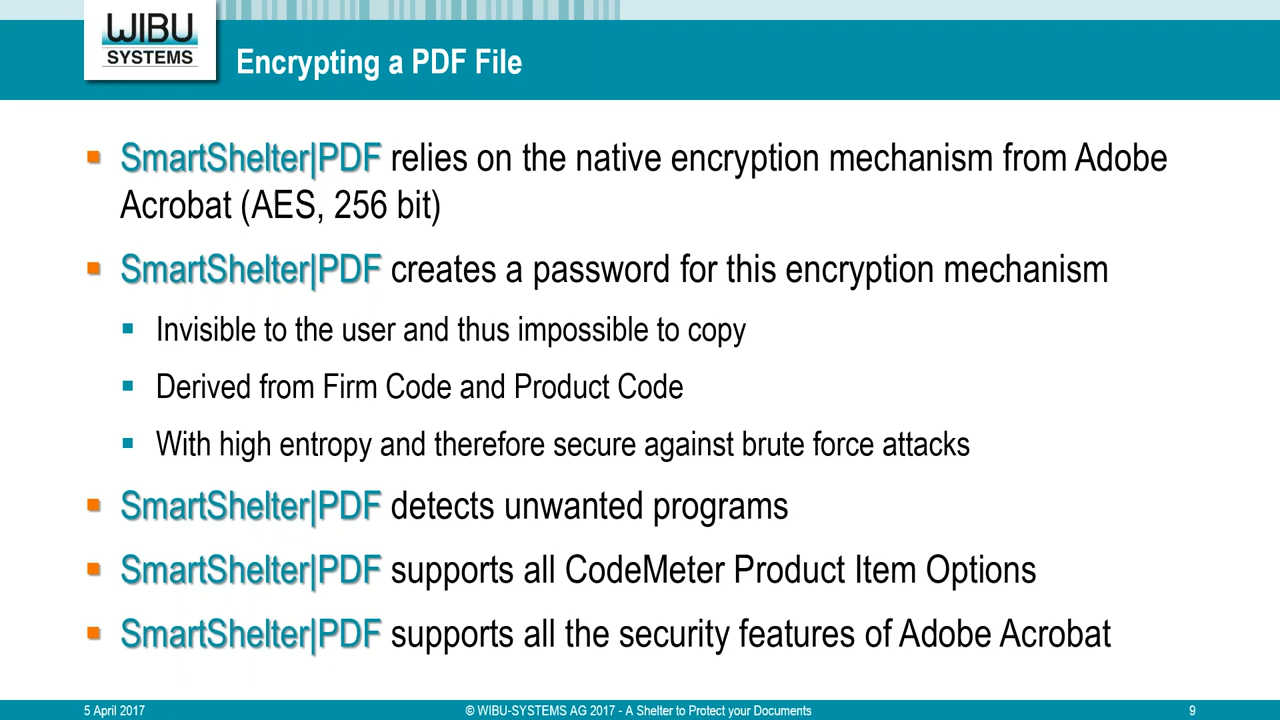 WIBU
SYSTEMS
Encrypting a PDF File
SmartShelter|PDF relies on the native encryption mechanism from Adobe
Acrobat (AES, 256 bit)
SmartShelter|PDF creates a password for this encryption mechanism
Invisible to the user and thus impossible to copy
Derived from Firm Code and Product Code
With high entropy and therefore secure against brute force attacks
SmartShelter|PDF detects unwanted programs
SmartShelter|PDF supports all CodeMeter Product Item Options
SmartShelter|PDF supports all the security features of Adobe Acrobat
5 April 2017
© WIBU-SYSTEMS AG 2017 - A Shelter to Protect your Documents
9